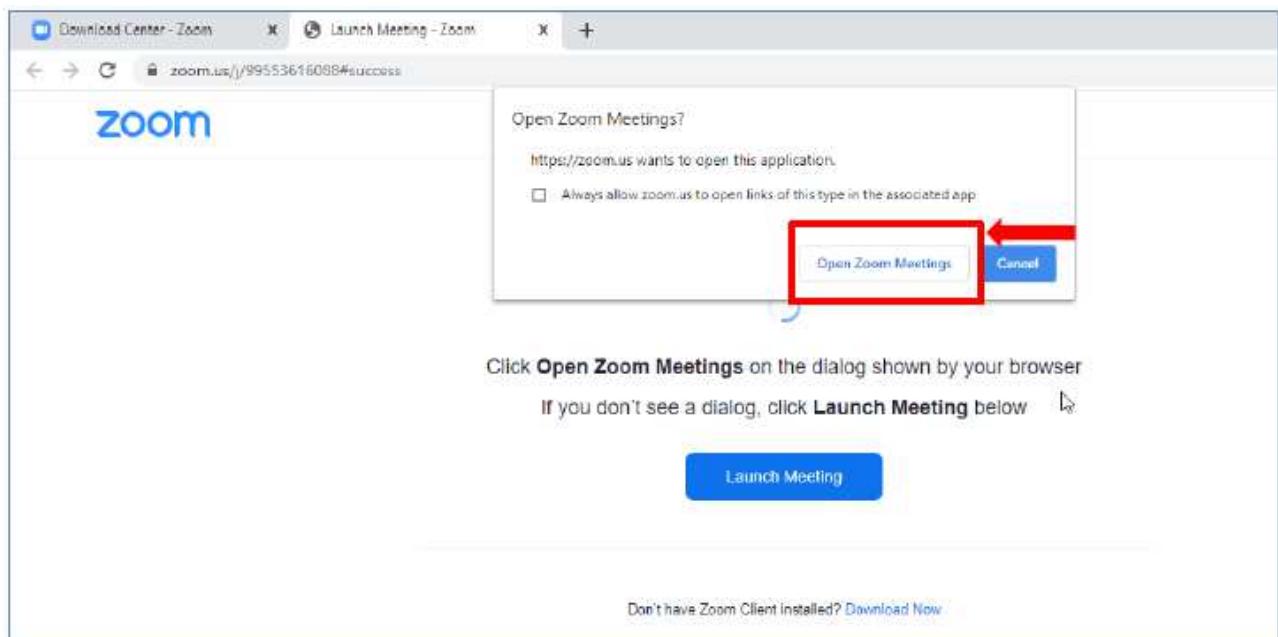 Download Center - Zoom
Launch Meeting - Zoom
zoom.us/j/99553616088#success
zoom
Open Zoom Meetings?
https://zoom.us wants to open this application.
Always allow zoom.us to open links of this type in the associated app
Open Zoom Meetings
Cancel
Click Open Zoom Meetings on the dialog shown by your browser
If you don't see a dialog, click Launch Meeting below
Launch Meeting
Don't have Zoom Client installed? Download Now